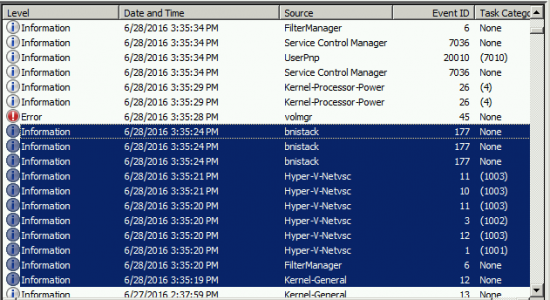 Level Date and Time Source Event ID Task Catego
Information 6/28/2016 3:35:34 PM FilterManager 6 None
Information 6/28/2016 3:35:34 PM Service Control Manager 7036 None
Information 6/28/2016 3:35:34 PM UserPnp 20010 (7010)
Information 6/28/2016 3:35:34 PM Service Control Manager 7036 None
Information 6/28/2016 3:35:29 PM Kernel-Processor-Power 26 (4)
Information 6/28/2016 3:35:29 PM Kernel-Processor-Power 26 (4)
Error 6/28/2016 3:35:28 PM volmgr 45 None
Information 6/28/2016 3:35:24 PM bnistack 177 None
Information 6/28/2016 3:35:24 PM bnistack 177 None
Information 6/28/2016 3:35:24 PM bnistack 177 None
Information 6/28/2016 3:35:21 PM Hyper-V-Netvsc 11 (1003)
Information 6/28/2016 3:35:21 PM Hyper-V-Netvsc 10 (1003)
Information 6/28/2016 3:35:20 PM Hyper-V-Netvsc 11 (1003)
Information 6/28/2016 3:35:20 PM Hyper-V-Netvsc 3 (1002)
Information 6/28/2016 3:35:20 PM Hyper-V-Netvsc 12 (1003)
Information 6/28/2016 3:35:20 PM Hyper-V-Netvsc 1 (1001)
Information 6/28/2016 3:35:20 PM FilterManager 6 None
Information 6/28/2016 3:35:19 PM Kernel-General 12 None
Information 6/27/2016 2:37:59 PM Kernel-General 13 None